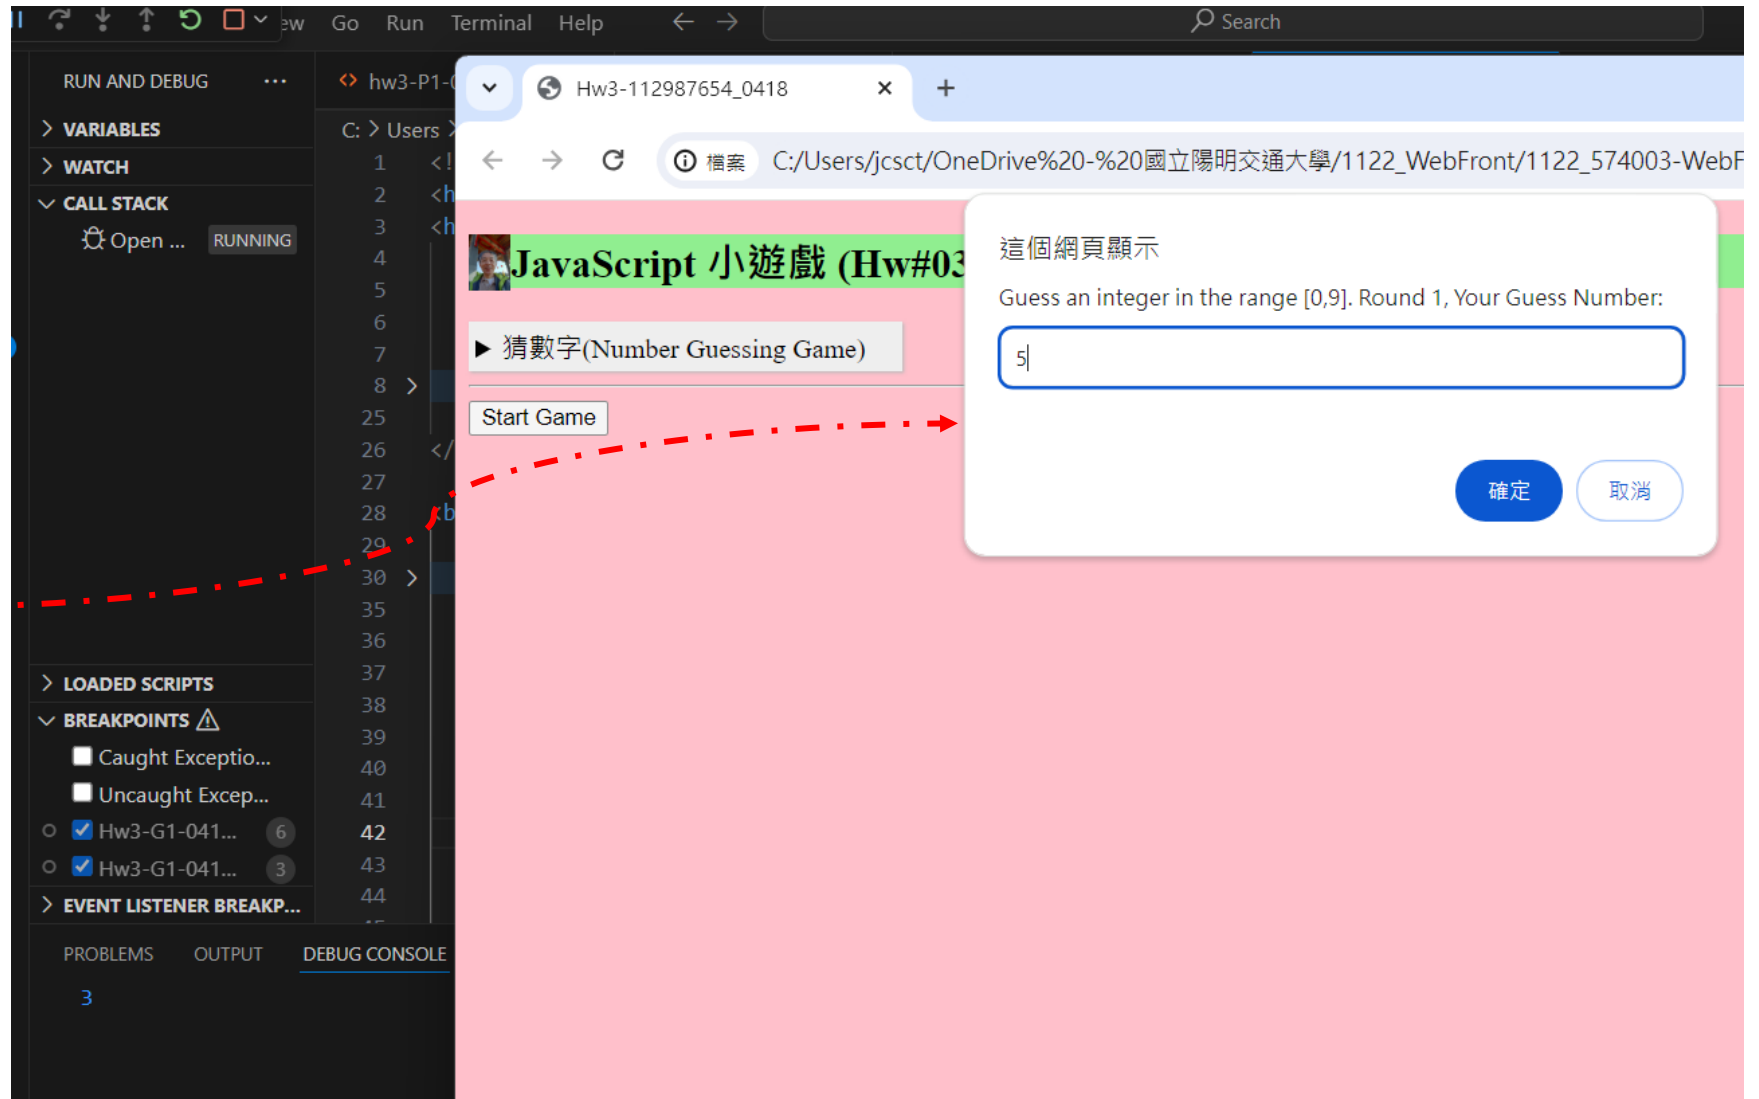 ew Go Run Terminal Help Search
RUN AND DEBUG ...
VARIABLES
WATCH
CALL STACK
Open ... RUNNING
LOADED SCRIPTS
BREAKPOINTS
Caught Exceptio...
Uncaught Excep...
Hw3-G1-041... 6
Hw3-G1-041... 3
EVENT LISTENER BREAKP...
hw3-P1-
C: > Users >
1 <!
2 <h
3 <h
4
5
6
7
8
25
26 </
27
28 <b
29
30
35
36
37
38
39
40
41
42
43
44
45
PROBLEMS OUTPUT DEBUG CONSOLE
3
Hw3-112987654_0418
檔案 C:/Users/jcsct/OneDrive%20-%20國立陽明交通大學/1122_WebFront/1122_574003-WebF
JavaScript 小遊戲 (Hw#03
▶ 猜數字(Number Guessing Game)
Start Game
這個網頁顯示
Guess an integer in the range [0,9]. Round 1, Your Guess Number:
5
確定 取消